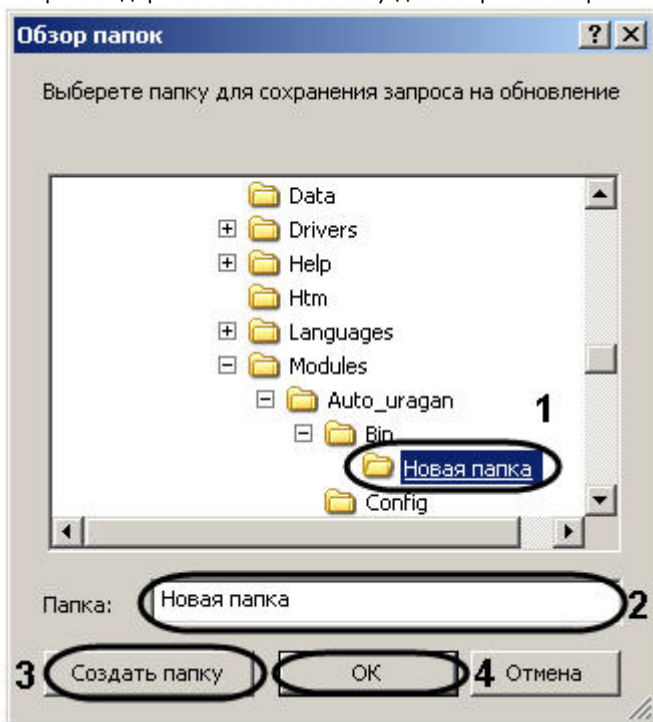 Обзор папок
Выберете папку для сохранения запроса на обновление
Data
Drivers
Help
Htm
Languages
Modules
Auto_uragan
1
Bin
Новая папка
Config
Папка: Новая папка 2
3 Создать папку OK 4 Отмена